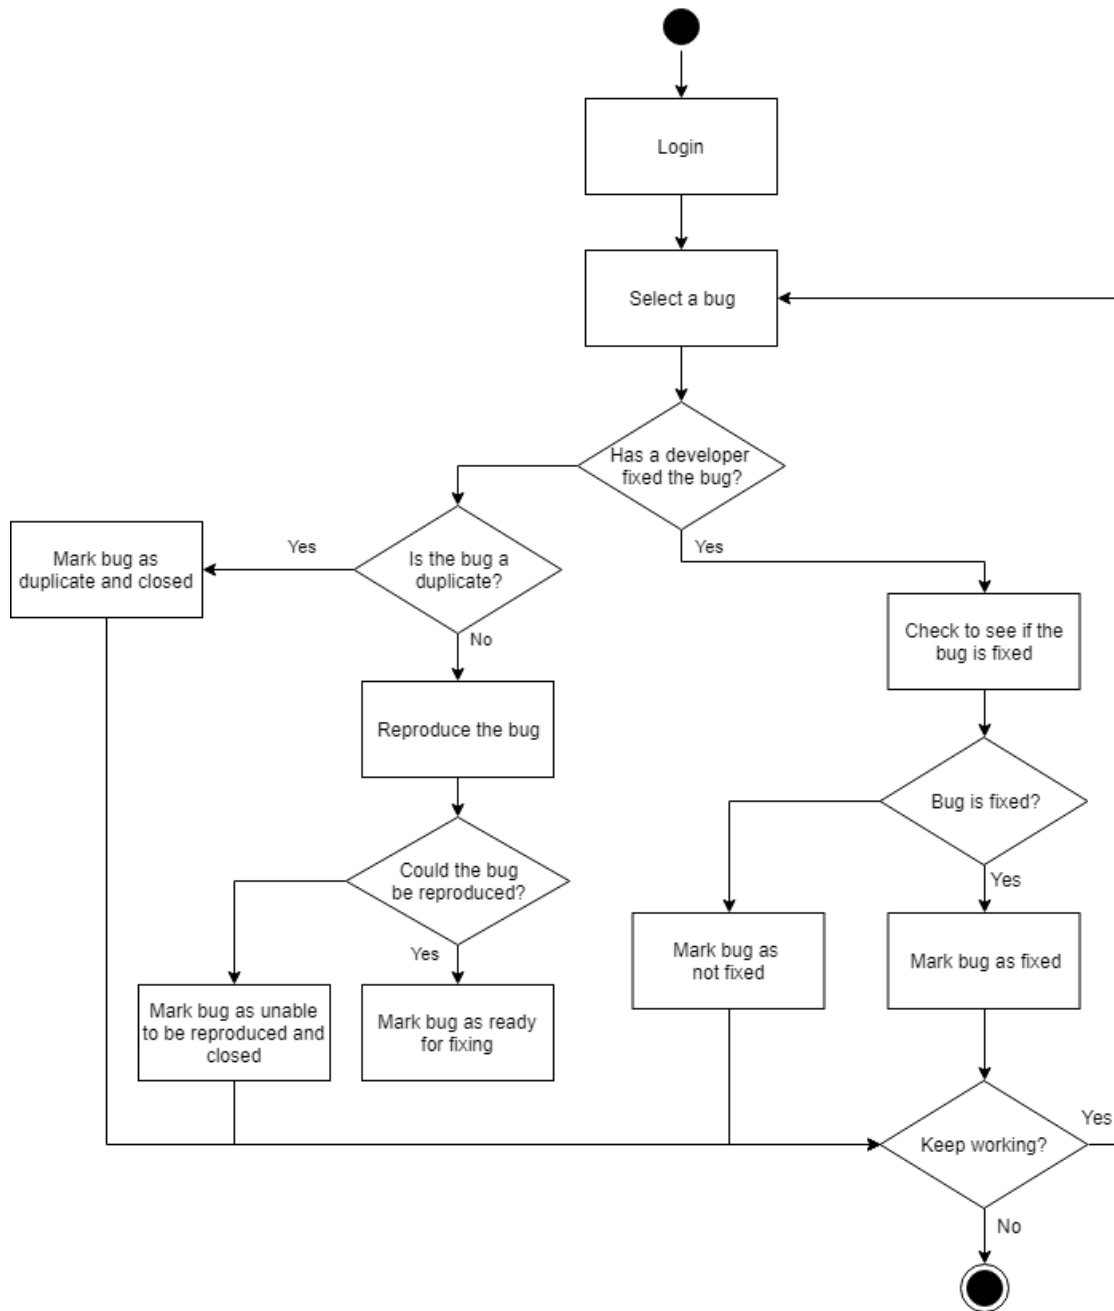 Login
Select a bug
Has a developer
fixed the bug?
Yes
Yes
Mark bug as
duplicate and closed
Is the bug a
duplicate?
No
Check to see if the
bug is fixed
Reproduce the bug
Bug is fixed?
Could the bug
be reproduced?
Yes
Yes
Mark bug as
not fixed
Mark bug as fixed
Mark bug as unable
to be reproduced and
closed
Mark bug as ready
for fixing
Keep working?
Yes
No